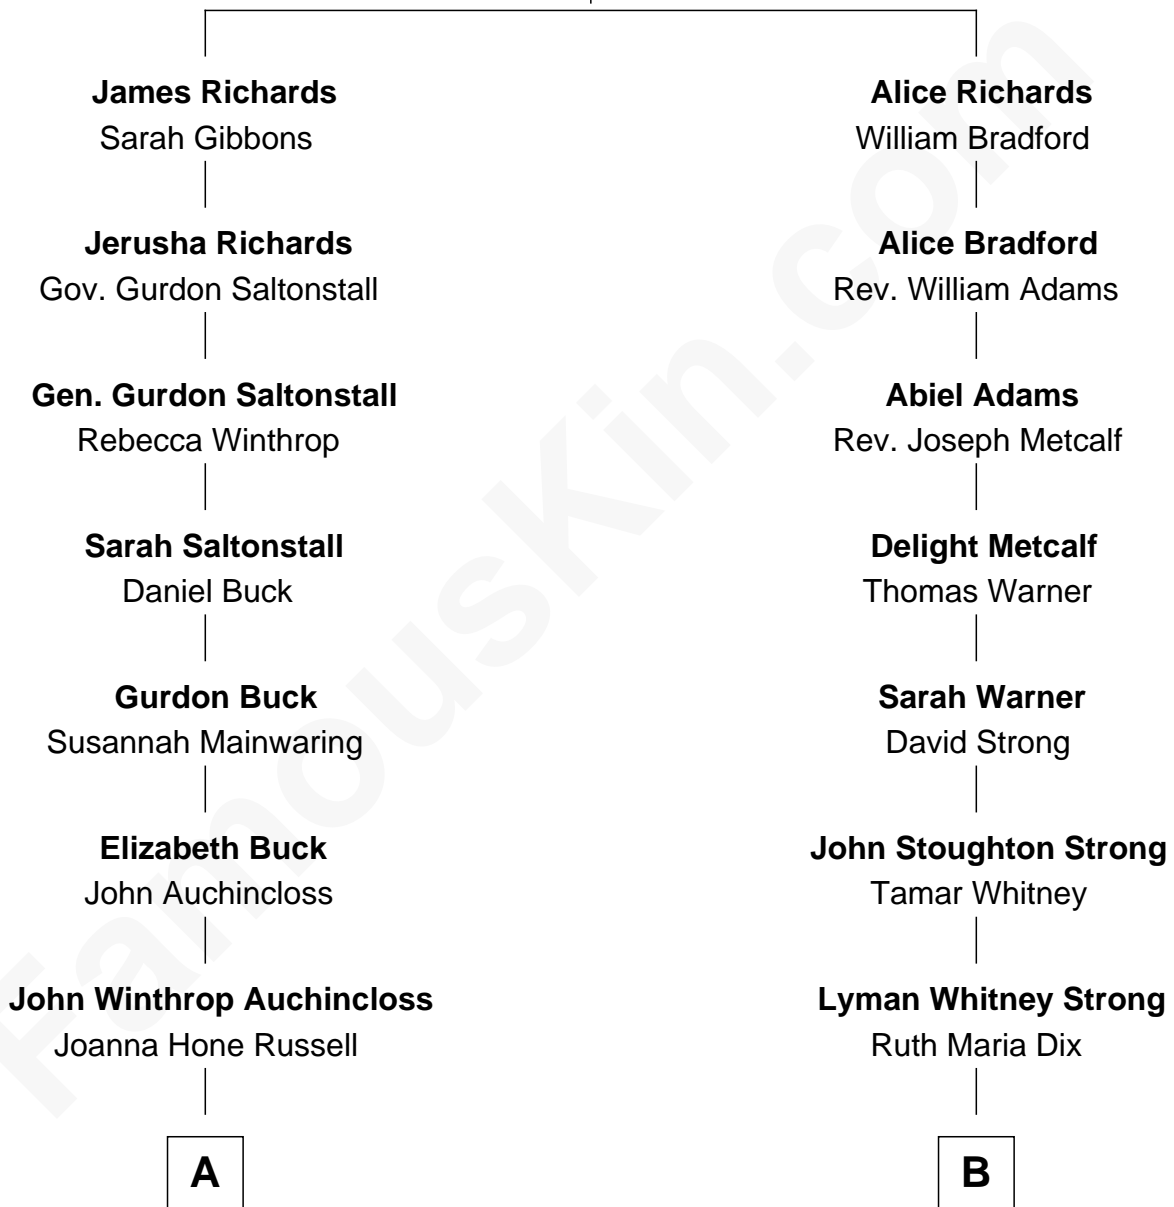 James Richards
Sarah Gibbons
Jerusha Richards
Gov. Gurdon Saltonstall
Gen. Gurdon Saltonstall
Rebecca Winthrop
Sarah Saltonstall
Daniel Buck
Gurdon Buck
Susannah Mainwaring
Elizabeth Buck
John Auchincloss
John Winthrop Auchincloss
Joanna Hone Russell
A
Alice Richards
William Bradford
Alice Bradford
Rev. William Adams
Abiel Adams
Rev. Joseph Metcalf
Delight Metcalf
Thomas Warner
Sarah Warner
David Strong
John Stoughton Strong
Tamar Whitney
Lyman Whitney Strong
Ruth Maria Dix
B
FamousKin.com